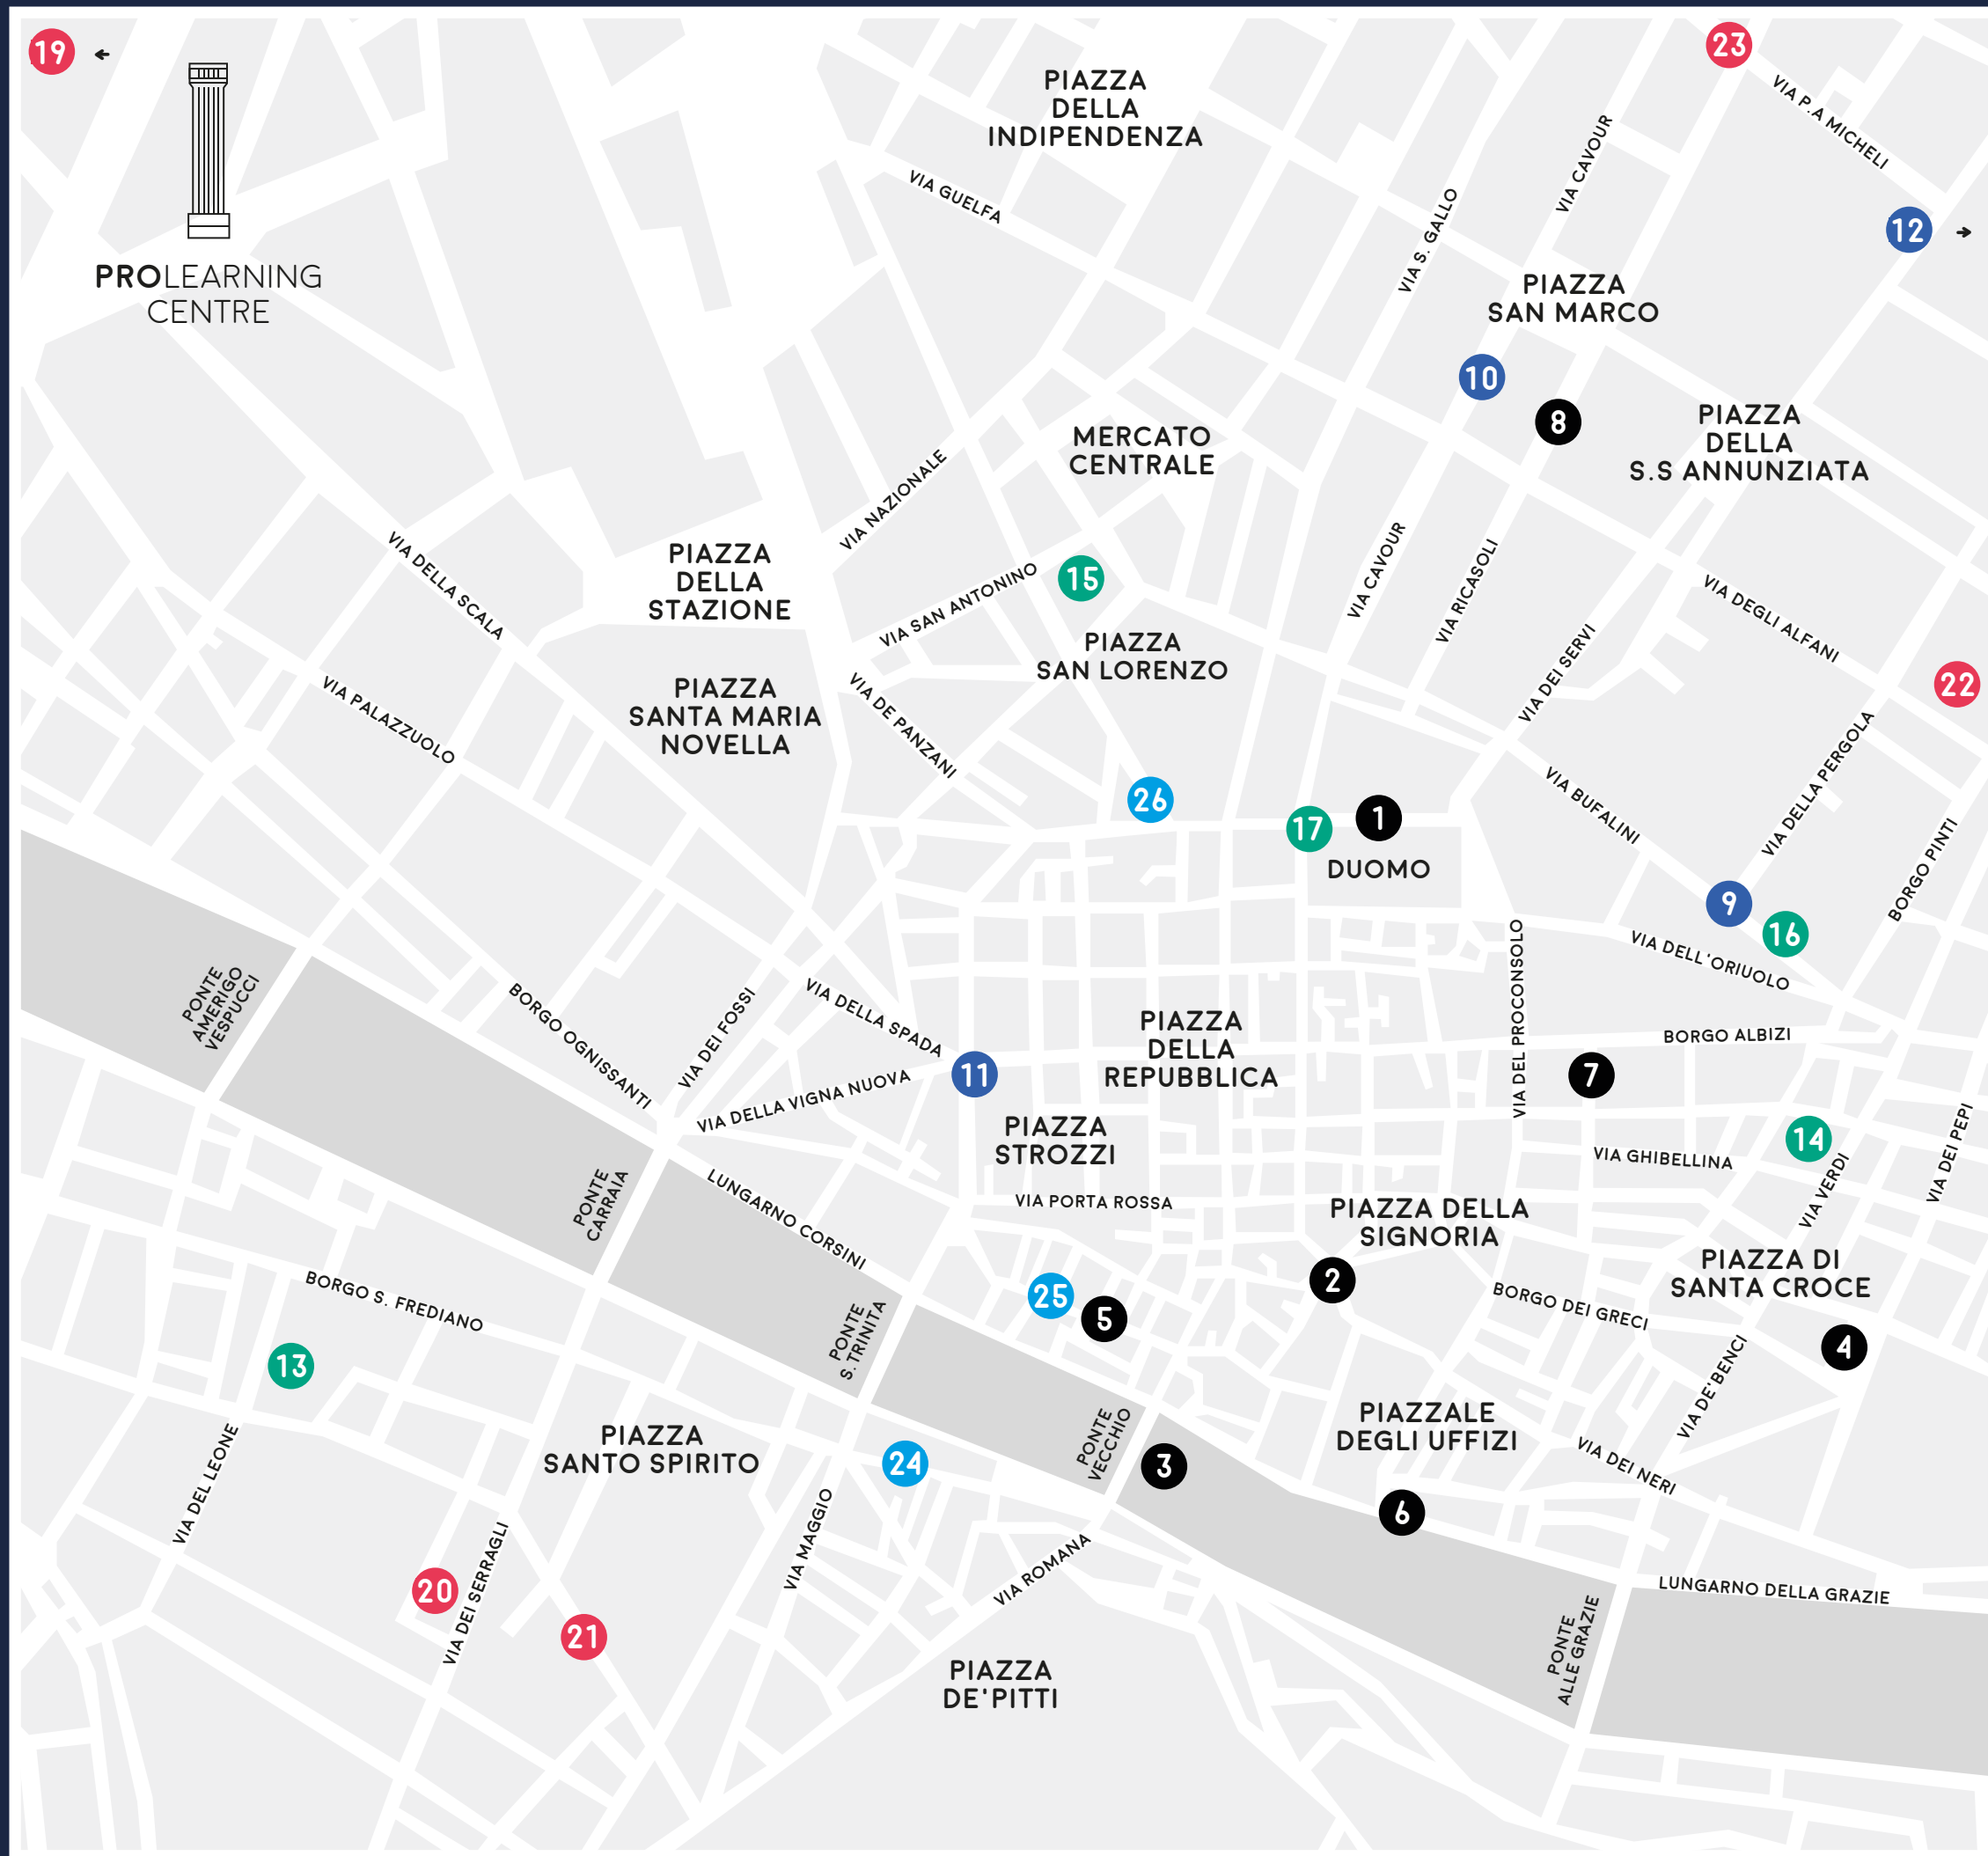 19
23
PIAZZA
DELLA
INDIPENDENZA
VIA P.A MICHELI
VIA CAVOUR
VIA GUELFA
VIA S. GALLO
12
PROLEARNING
CENTRE
PIAZZA
SAN MARCO
10
8
PIAZZA
DELLA
S.S ANNUNZIATA
MERCATO
CENTRALE
VIA NAZIONALE
VIA DELLA SCALA
PIAZZA
DELLA
STAZIONE
VIA SAN ANTONINO
15
VIA CAVOUR
VIA RICASOLI
VIA DEGLI ALFANI
PIAZZA
SAN LORENZO
VIA DEI SERVI
22
VIA PALAZZUOLO
PIAZZA
SANTA MARIA
NOVELLA
VIA DE PANZANI
VIA DELLA PERGOLA
26
17
1
DUOMO
VIA BUFALINI
BORGO PINTI
9
16
VIA DELL'ORIUOLO
PONTE
AMERIGO
VESPUCCI
BORGO OGNISSANTI
VIA DEI FOSSI
VIA DELLA SPADA
VIA DEL PROCONSOLO
PIAZZA
DELLA
REPUBBLICA
BORGO ALBIZI
11
7
VIA DELLA VIGNA NUOVA
PIAZZA
STROZZI
14
VIA GHIBELLINA
VIA DEI PEPI
PONTE
CARRAIA
LUNGARNO CORSINI
VIA PORTA ROSSA
PIAZZA DELLA
SIGNORIA
VIA VERDI
PIAZZA DI
SANTA CROCE
2
BORGO S. FREDIANO
25
5
BORGO DEI GRECI
4
13
PONTE
S.TRINITA
VIA DE'BENCI
VIA DEL LEONE
PIAZZA
SANTO SPIRITO
24
PONTE
VECCHIO
3
PIAZZALE
DEGLI UFFIZI
VIA DEI NERI
6
VIA MAGGIO
VIA ROMANA
20
VIA DEI SERRAGLI
21
LUNGARNO DELLA GRAZIE
PONTE
ALLE GRAZIE
PIAZZA
DE'PITTI